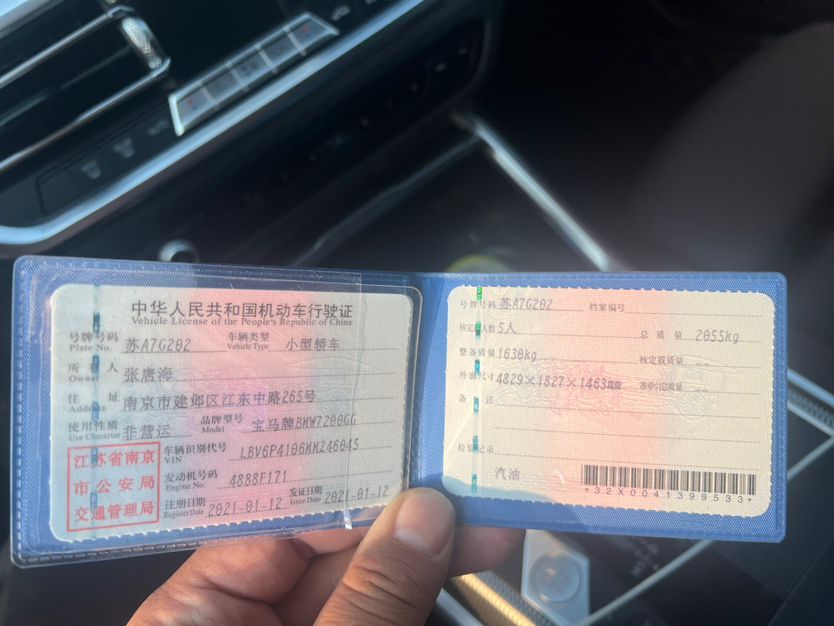 中华人民共和国机动车行驶证
Vehicle License of the People's Republic of China
号牌号码 苏A7G202 车辆类型 小型轿车
Plate No. Vehicle Type
所有人 张唐海
Owner
住址 南京市建邺区江东中路265号
Address
使用性质 非营运 品牌型号 宝马牌BMW7200GG
Use Character Model
江苏省南京
市公安局
交通管理局
车辆识别代号 LBV6P4106MM246045
VIN
发动机号码 4888F171
Engine No.
注册日期 2021-01-12 发证日期 2021-01-12
Register Date Issue Date
号牌号码 苏A7G202 档案编号
核定人数 5人 总质量 2055kg
整备质量 1630kg 核定载质量 --
外廓尺寸 4829×1827×1463mm 准牵引总质量 --
备注
检验记录
汽油
*32X0041399533*